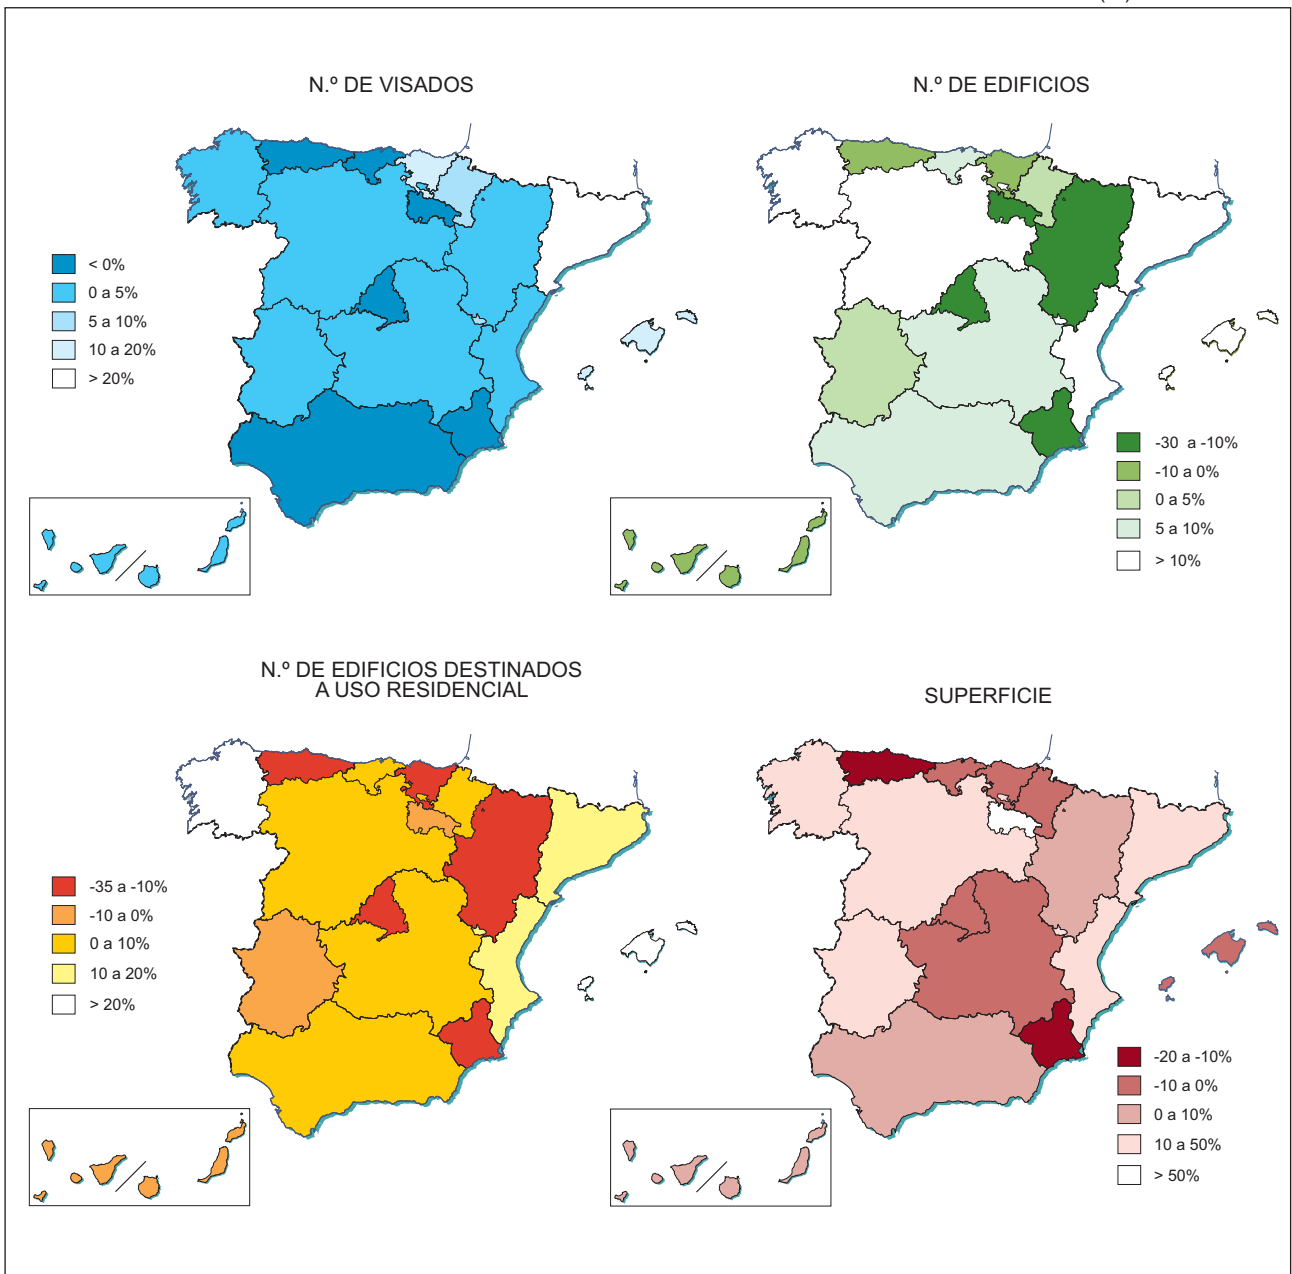 N.º DE VISADOS
< 0%
0 a 5%
5 a 10%
10 a 20%
> 20%
N.º DE EDIFICIOS
-30 a -10%
-10 a 0%
0 a 5%
5 a 10%
> 10%
N.º DE EDIFICIOS DESTINADOS
A USO RESIDENCIAL
-35 a -10%
-10 a 0%
0 a 10%
10 a 20%
> 20%
SUPERFICIE
-20 a -10%
-10 a 0%
0 a 10%
10 a 50%
> 50%